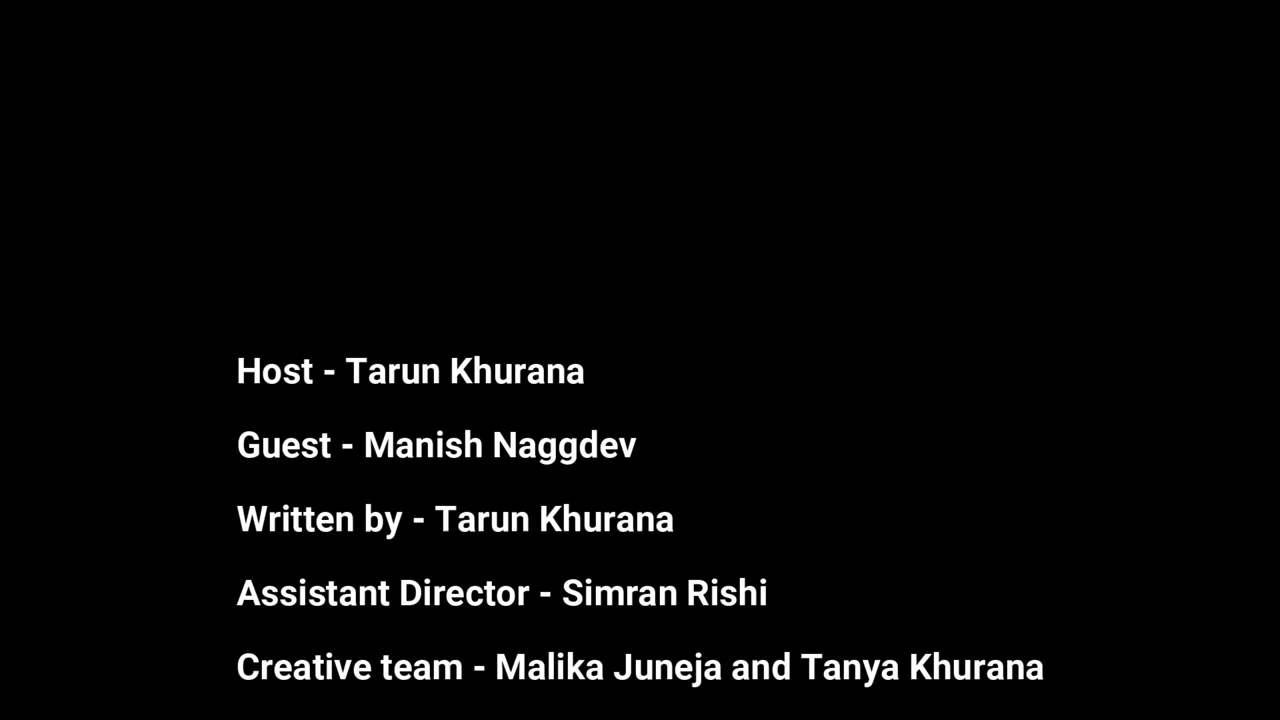 Host - Tarun Khurana
Guest - Manish Naggdev
Written by - Tarun Khurana
Assistant Director - Simran Rishi
Creative team - Malika Juneja and Tanya Khurana